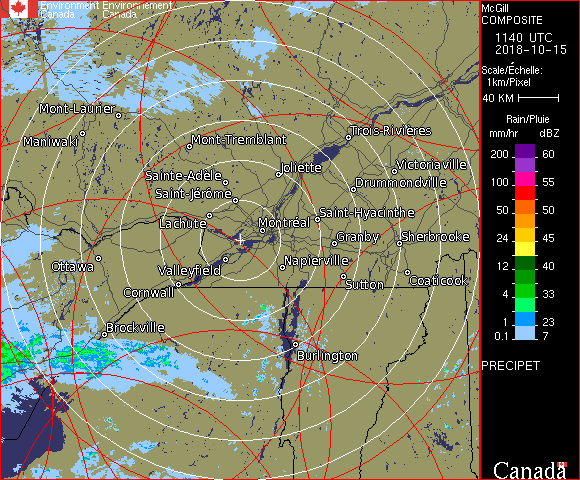 Environment Environnement
Canada Canada
McGill
COMPOSITE
1140 UTC
2018-10-15
Scale/Échelle:
1km/Pixel
40 KM
Rain/Pluie
mm/hr dBZ
200 60
100 55
50 50
24 45
12 40
4 33
1 23
0.1 7
PRECIPET
Canada
Mont-Laurier
Maniwaki
Mont-Tremblant
Trois-Rivières
Sainte-Adèle
Joliette
Victoriaville
Saint-Jérôme
Drummondville
Lachute
Montréal
Saint-Hyacinthe
Granby
Sherbrooke
Ottawa
Valleyfield
Napierville
Cornwall
Sutton
Coaticook
Brockville
Burlington